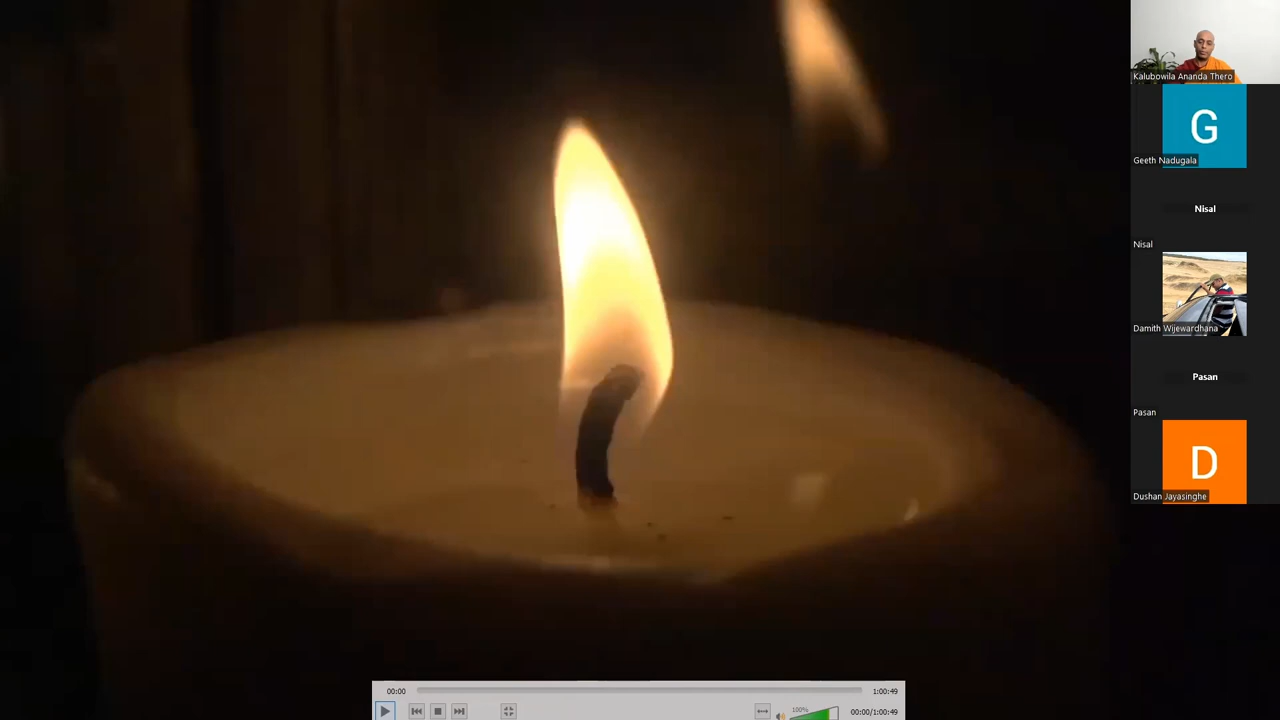 Kalubowila Ananda Thero
G
Geeth Nadugala
Nisal
Nisal
Damith Wijewardhana
Pasan
Pasan
D
Dushan Jayasinghe
00:00
1:00:49
100%
00:00/1:00:49